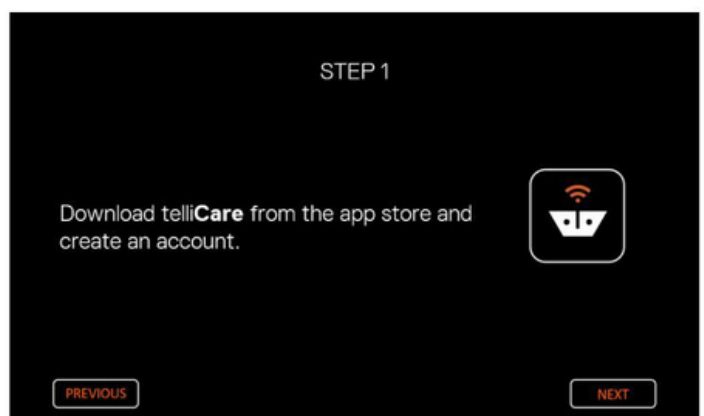 STEP 1
Download telliCare from the app store and
create an account.
PREVIOUS
NEXT